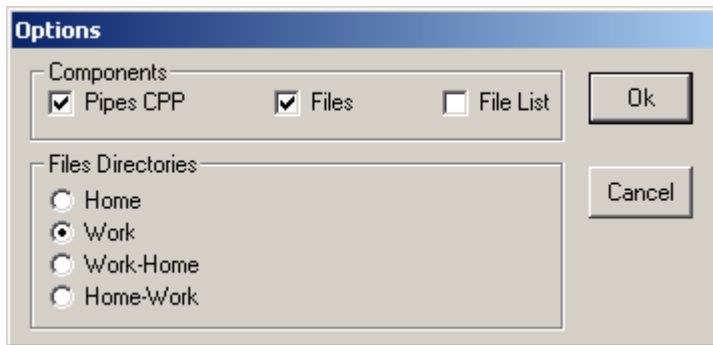 Options
Components
Pipes CPP Files File List
Ok
Files Directories
Home
Work
Work-Home
Home-Work
Cancel